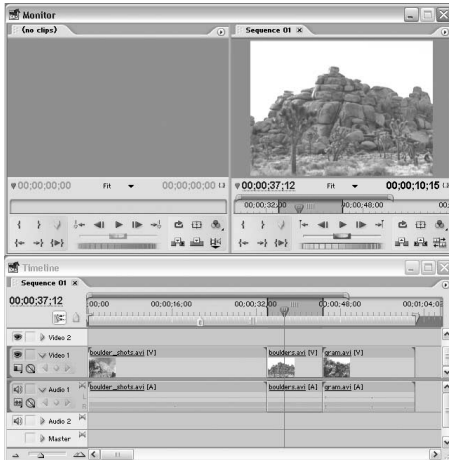 Monitor
(no clips)
Sequence 01
00;00;00;00 Fit 00;00;00;00
00;00;37;12 Fit 00;00;10;15
00;00;32;00 00;00;48;00 00;
Timeline
Sequence 01
00;00;37;12
00;00 00;00;16;00 00;00;32;00 00;00;48;00 00;01;04;02
Video 2
Video 1 boulder_shots.avi [V] boulders.avi [V] gram.avi [V]
Audio 1 boulder_shots.avi [A] boulders.avi [A] gram.avi [A]
Audio 2
Master